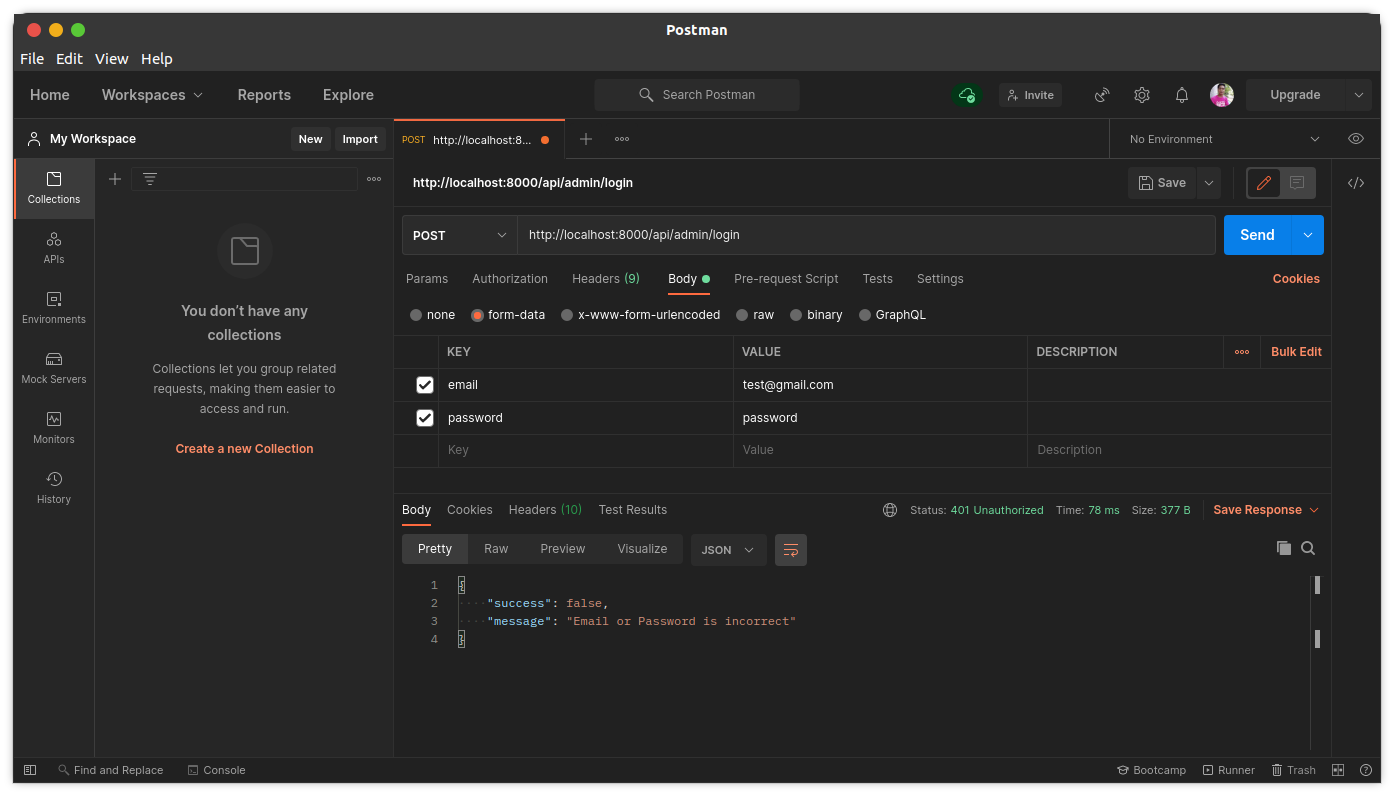 Postman
File Edit View Help
Home Workspaces Reports Explore Search Postman Invite Upgrade
My Workspace New Import POST http://localhost:8... No Environment
http://localhost:8000/api/admin/login Save
Collections
APIs
Environments
Mock Servers
Monitors
History
You don't have any
collections
Collections let you group related
requests, making them easier to
access and run.
Create a new Collection
POST http://localhost:8000/api/admin/login Send
Params Authorization Headers (9) Body Pre-request Script Tests Settings Cookies
none form-data x-www-form-urlencoded raw binary GraphQL
KEY VALUE DESCRIPTION Bulk Edit
email test@gmail.com
password password
Key Value Description
Body Cookies Headers (10) Test Results Status: 401 Unauthorized Time: 78 ms Size: 377 B Save Response
Pretty Raw Preview Visualize JSON
1 {
2 "success": false,
3 "message": "Email or Password is incorrect"
4 }
Find and Replace Console Bootcamp Runner Trash